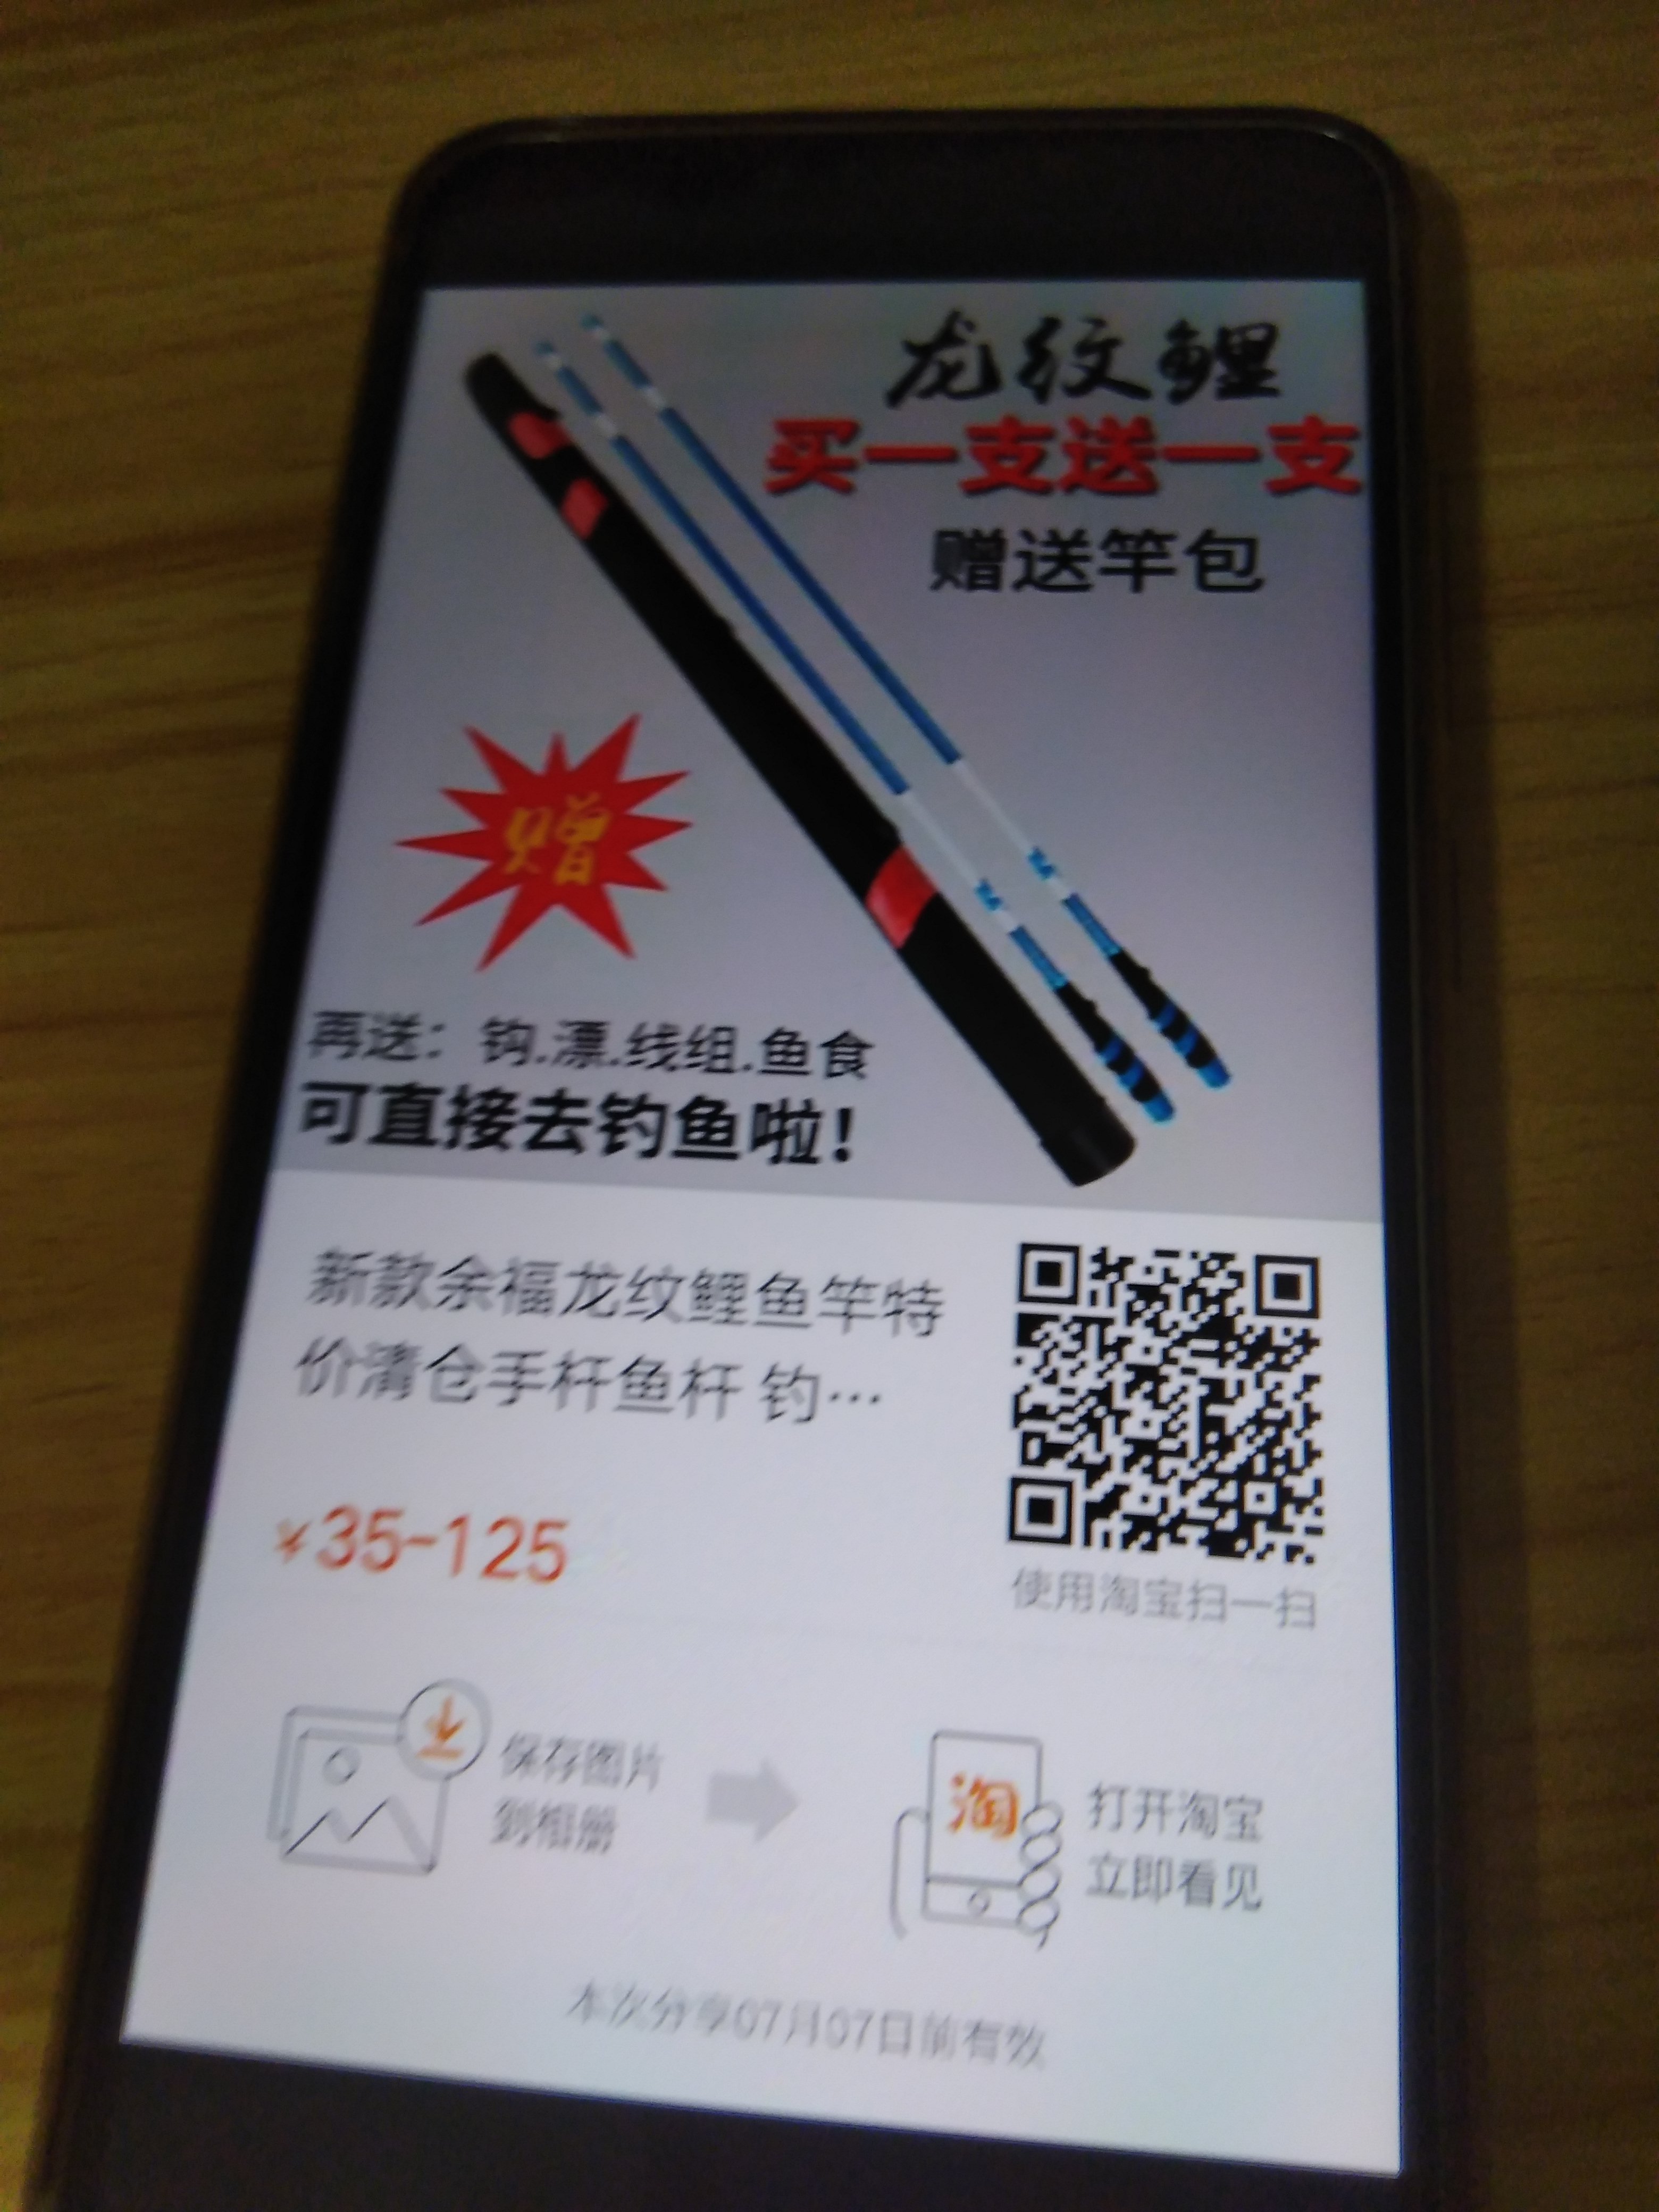 龙纹鲤
买一支送一支
赠送竿包
赠
再送：钩.漂.线组.鱼食
可直接去钓鱼啦！
新款余福龙纹鲤鱼竿特
价清仓手杆鱼杆 钓…
¥35-125
使用淘宝扫一扫
保存图片
到相册
淘
打开淘宝
立即看见
本次分享07月07日前有效